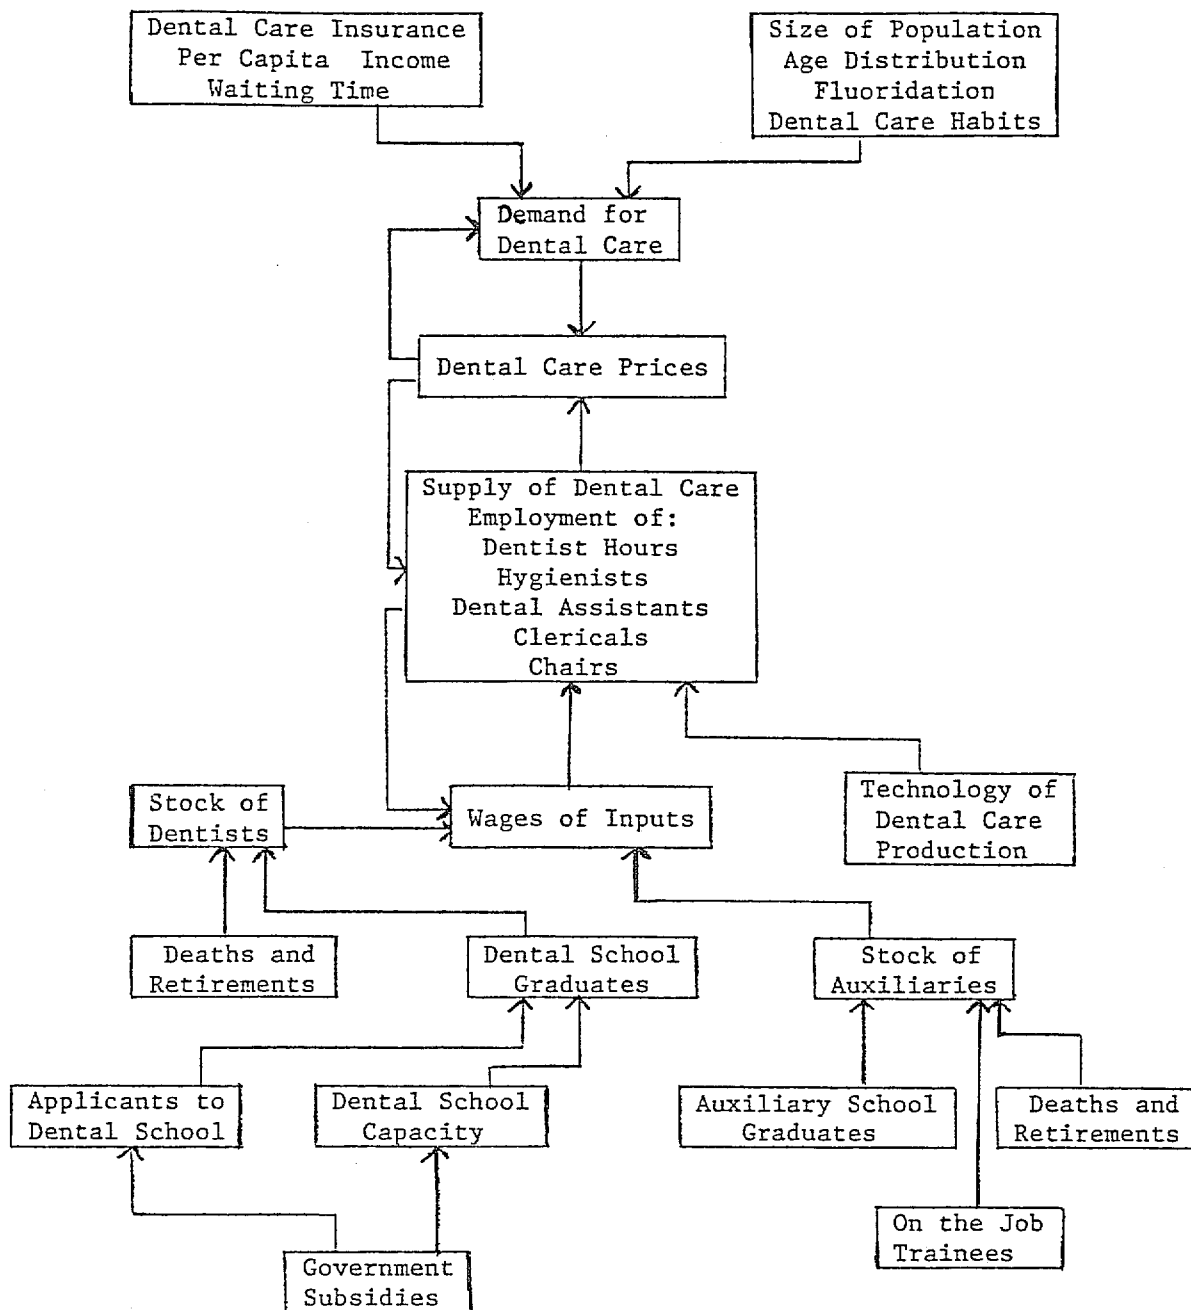 Dental Care Insurance
Per Capita Income
Waiting Time
Size of Population
Age Distribution
Fluoridation
Dental Care Habits
Demand for
Dental Care
Dental Care Prices
Supply of Dental Care
Employment of:
Dentist Hours
Hygienists
Dental Assistants
Clericals
Chairs
Stock of
Dentists
Wages of Inputs
Technology of
Dental Care
Production
Deaths and
Retirements
Dental School
Graduates
Stock of
Auxiliaries
Applicants to
Dental School
Dental School
Capacity
Auxiliary School
Graduates
Deaths and
Retirements
On the Job
Trainees
Government
Subsidies